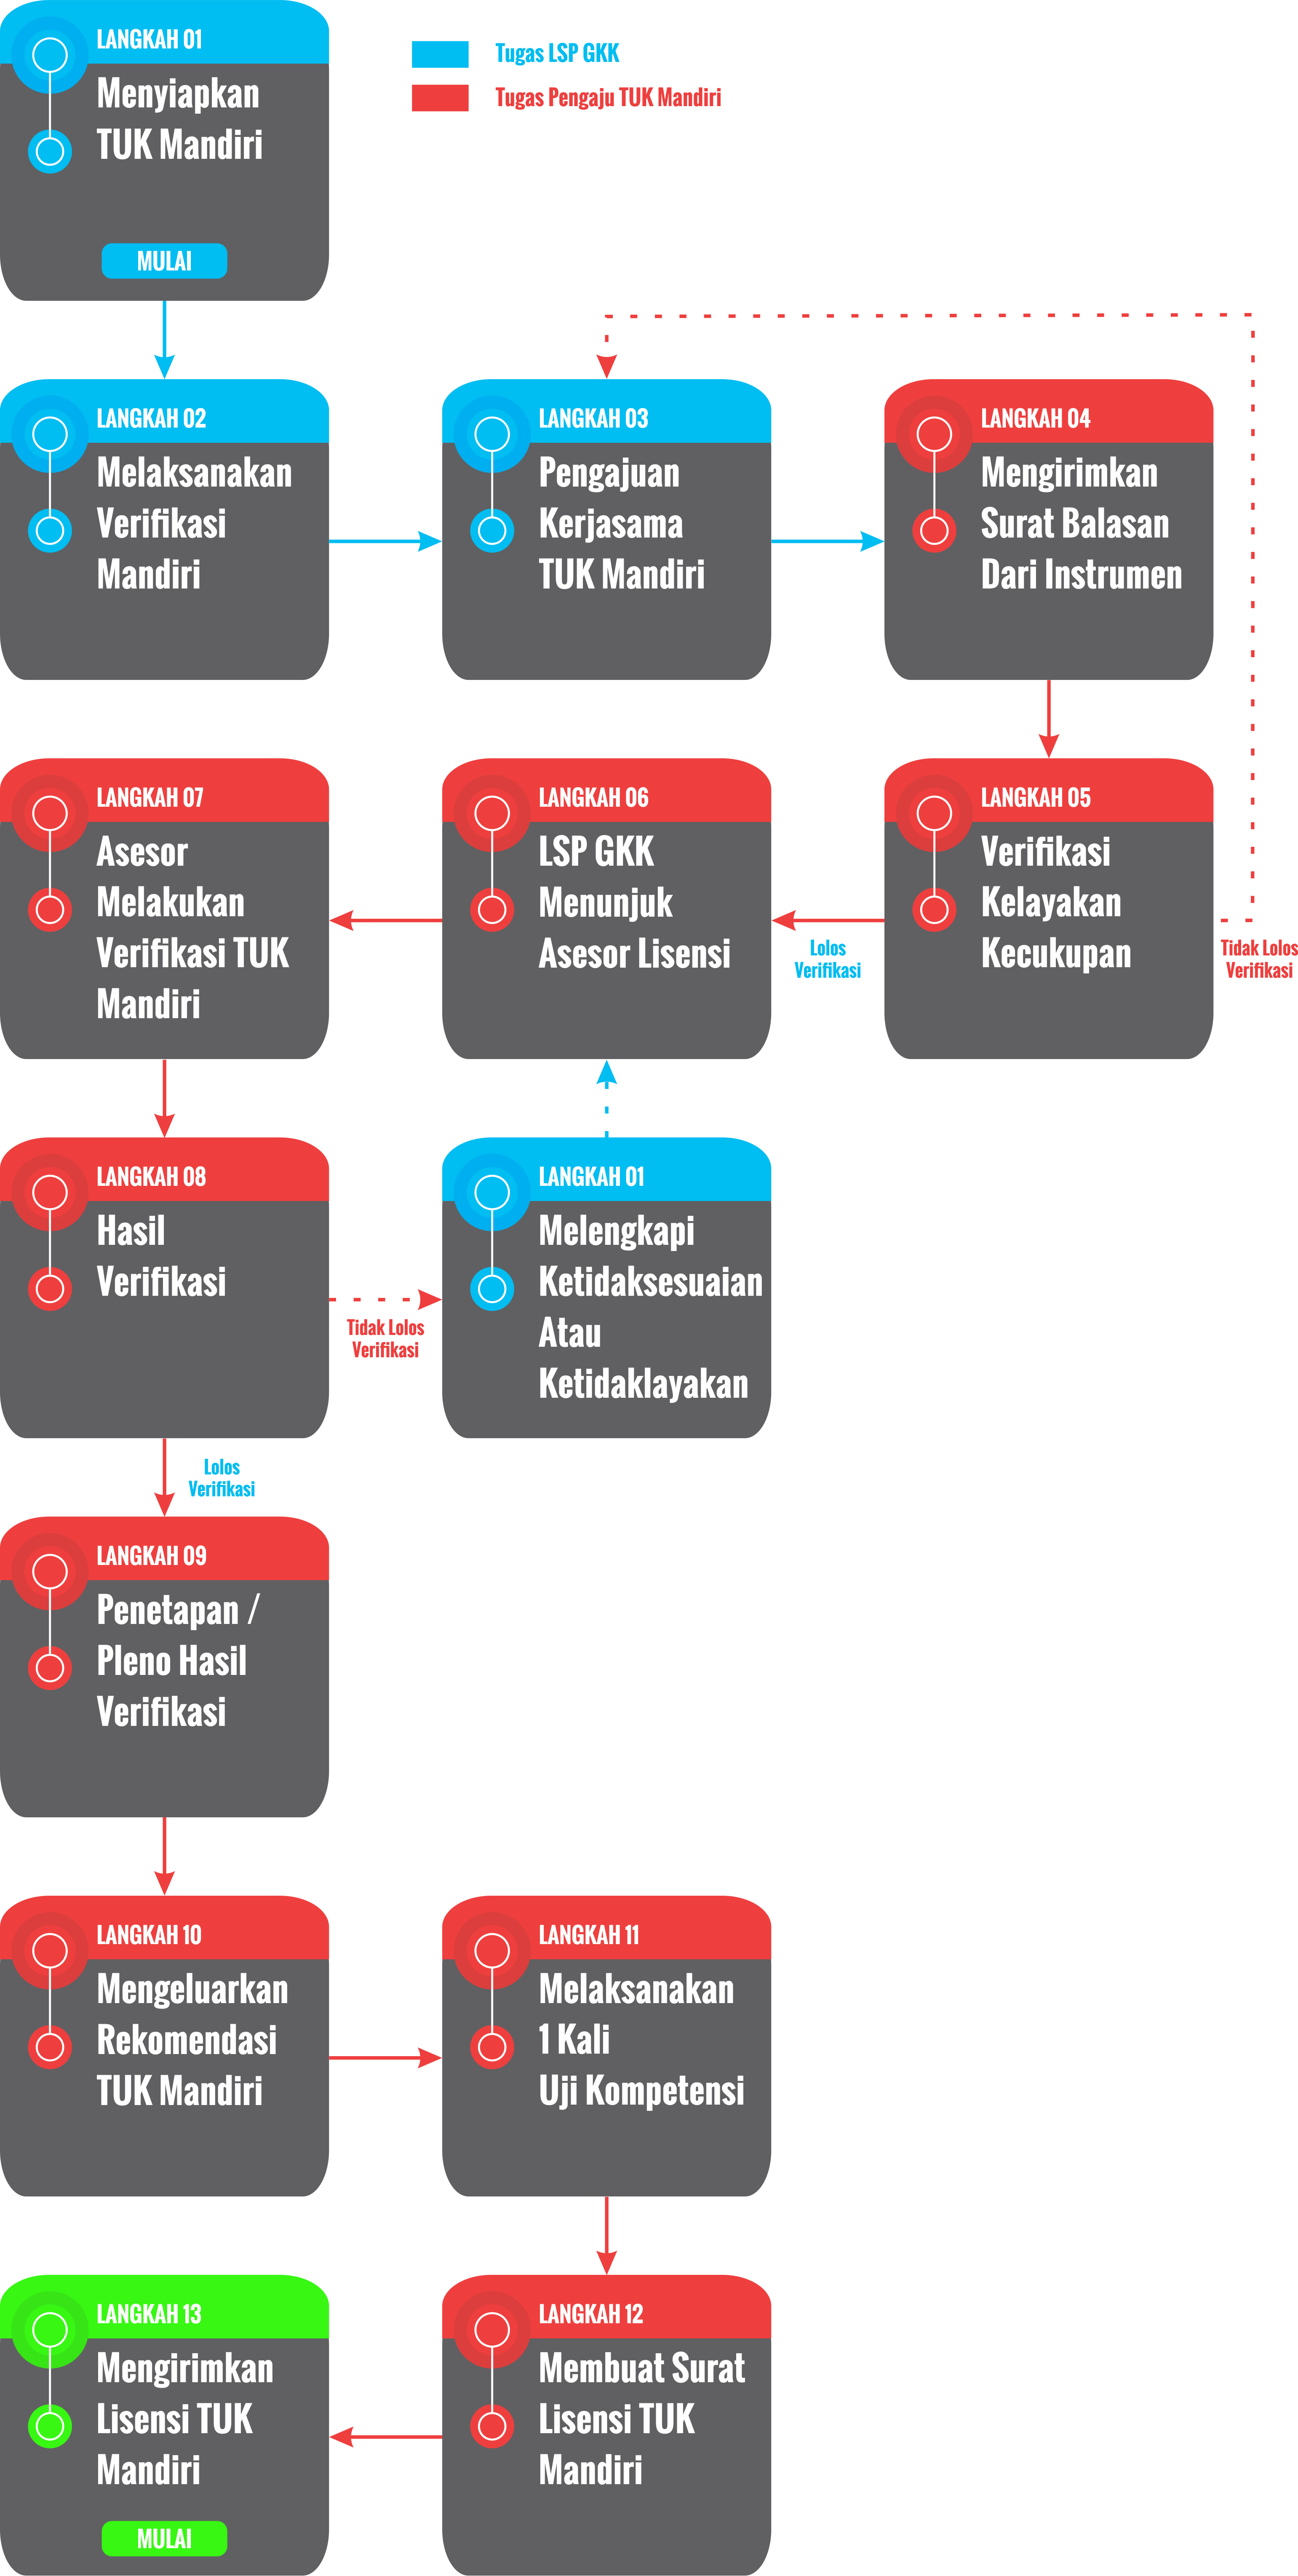 LANGKAH 01
Menyiapkan
TUK Mandiri
MULAI
Tugas LSP GKK
Tugas Pengaju TUK Mandiri
LANGKAH 02
Melaksanakan
Verifikasi
Mandiri
LANGKAH 03
Pengajuan
Kerjasama
TUK Mandiri
LANGKAH 04
Mengirimkan
Surat Balasan
Dari Instrumen
LANGKAH 05
Verifikasi
Kelayakan
Kecukupan
Tidak Lolos
Verifikasi
Lolos
Verifikasi
LANGKAH 06
LSP GKK
Menunjuk
Asesor Lisensi
LANGKAH 07
Asesor
Melakukan
Verifikasi TUK
Mandiri
LANGKAH 08
Hasil
Verifikasi
Tidak Lolos
Verifikasi
LANGKAH 01
Melengkapi
Ketidaksesuaian
Atau
Ketidaklayakan
Lolos
Verifikasi
LANGKAH 09
Penetapan /
Pleno Hasil
Verifikasi
LANGKAH 10
Mengeluarkan
Rekomendasi
TUK Mandiri
LANGKAH 11
Melaksanakan
1 Kali
Uji Kompetensi
LANGKAH 12
Membuat Surat
Lisensi TUK
Mandiri
LANGKAH 13
Mengirimkan
Lisensi TUK
Mandiri
MULAI